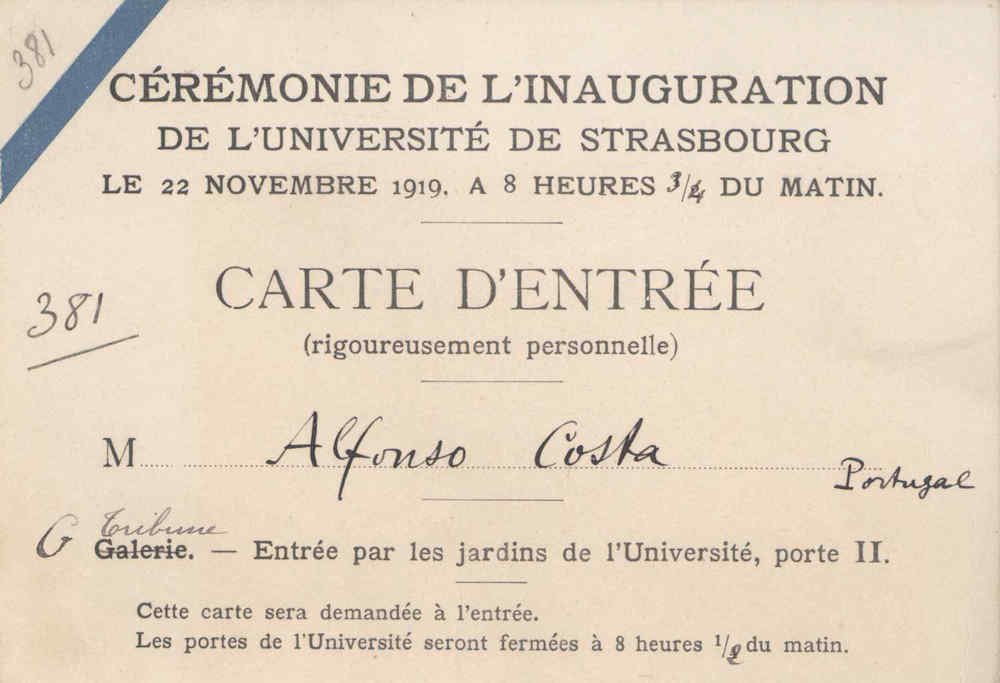 381
CÉRÉMONIE DE L'INAUGURATION
DE L'UNIVERSITÉ DE STRASBOURG
LE 22 NOVEMBRE 1919. A 8 HEURES 3/4 DU MATIN.
CARTE D'ENTRÉE
381
(rigoureusement personnelle)
M Alfonso Costa
Portugal
Tribune
G Galerie. — Entrée par les jardins de l'Université, porte II.
Cette carte sera demandée à l'entrée.
Les portes de l'Université seront fermées à 8 heures 1/2 du matin.